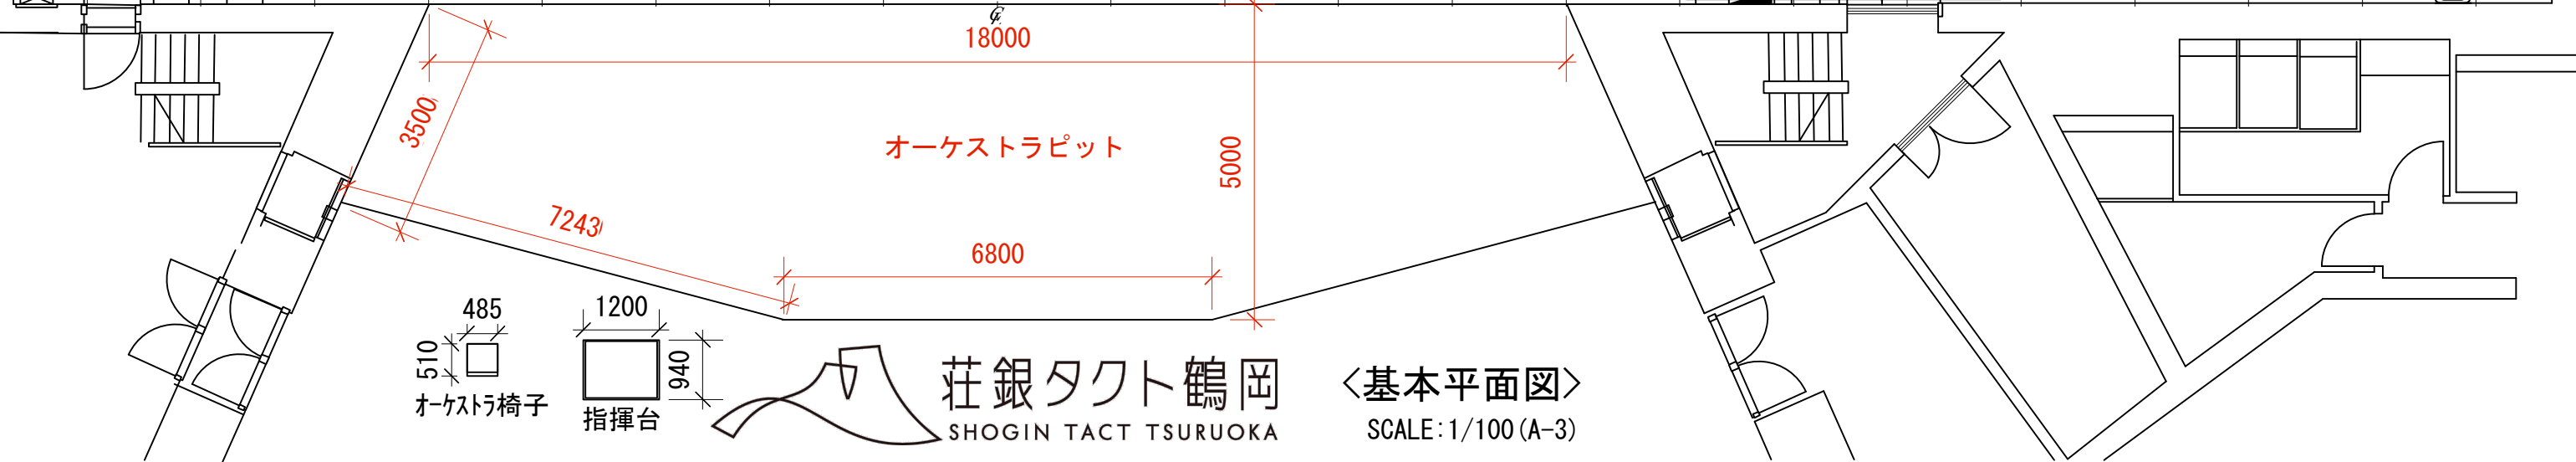 ℄
18000
3500
オーケストラピット
5000
7243
6800
485
510
オーケストラ椅子
1200
940
指揮台
荘銀タクト鶴岡
SHOGIN TACT TSURUOKA
<基本平面図>
SCALE:1/100(A-3)